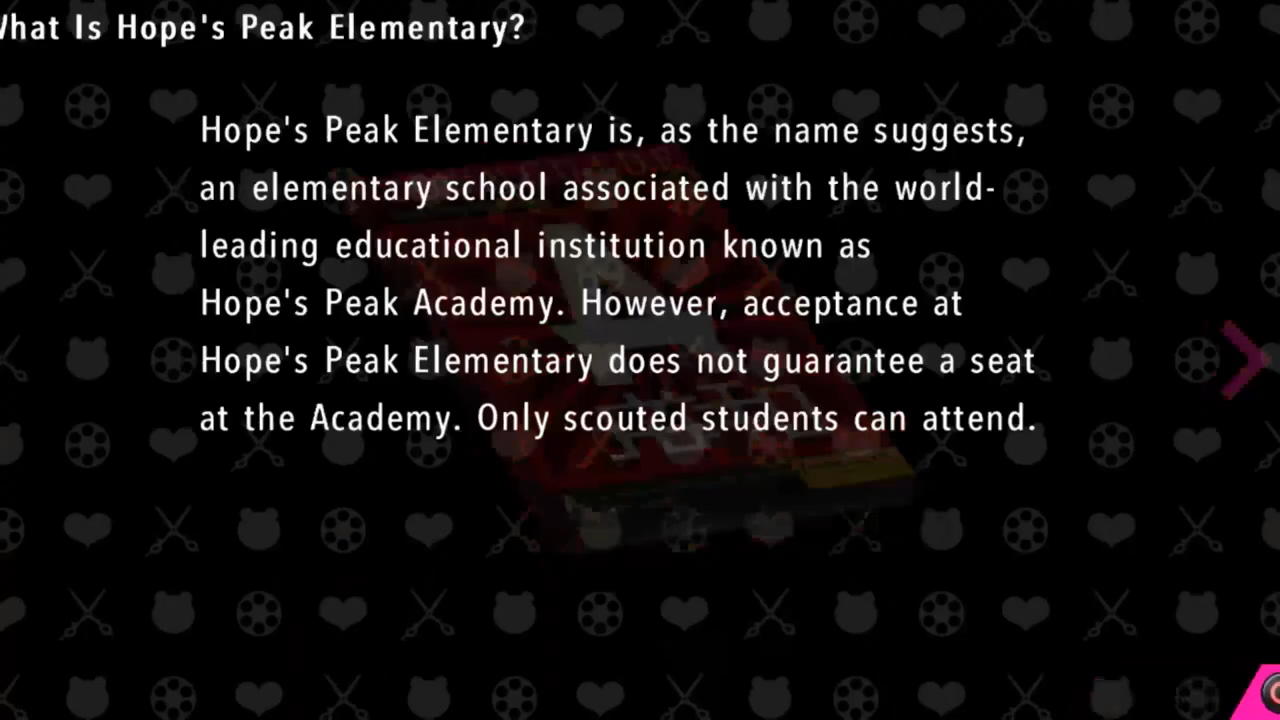 What Is Hope's Peak Elementary?
Hope's Peak Elementary is, as the name suggests,
an elementary school associated with the world-
leading educational institution known as
Hope's Peak Academy. However, acceptance at
Hope's Peak Elementary does not guarantee a seat
at the Academy. Only scouted students can attend.